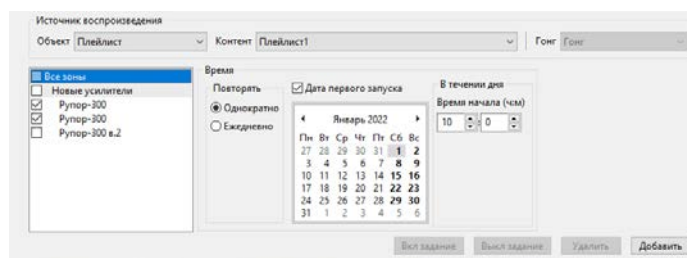 Источник воспроизведения
Объект Плейлист Контент Плейлист1 Гонг Гонг
Все зоны
Новые усилители
Рупор-300
Рупор-300
Рупор-300 в.2
Время
Повторять
Однократно
Ежедневно
Дата первого запуска
Январь 2022
Пн Вт Ср Чт Пт Сб Вс
27 28 29 30 31 1 2
3 4 5 6 7 8 9
10 11 12 13 14 15 16
17 18 19 20 21 22 23
24 25 26 27 28 29 30
31 1 2 3 4 5 6
В течении дня
Время начала (ч:м)
10 : 0
Вкл задание Выкл задание Удалить Добавить